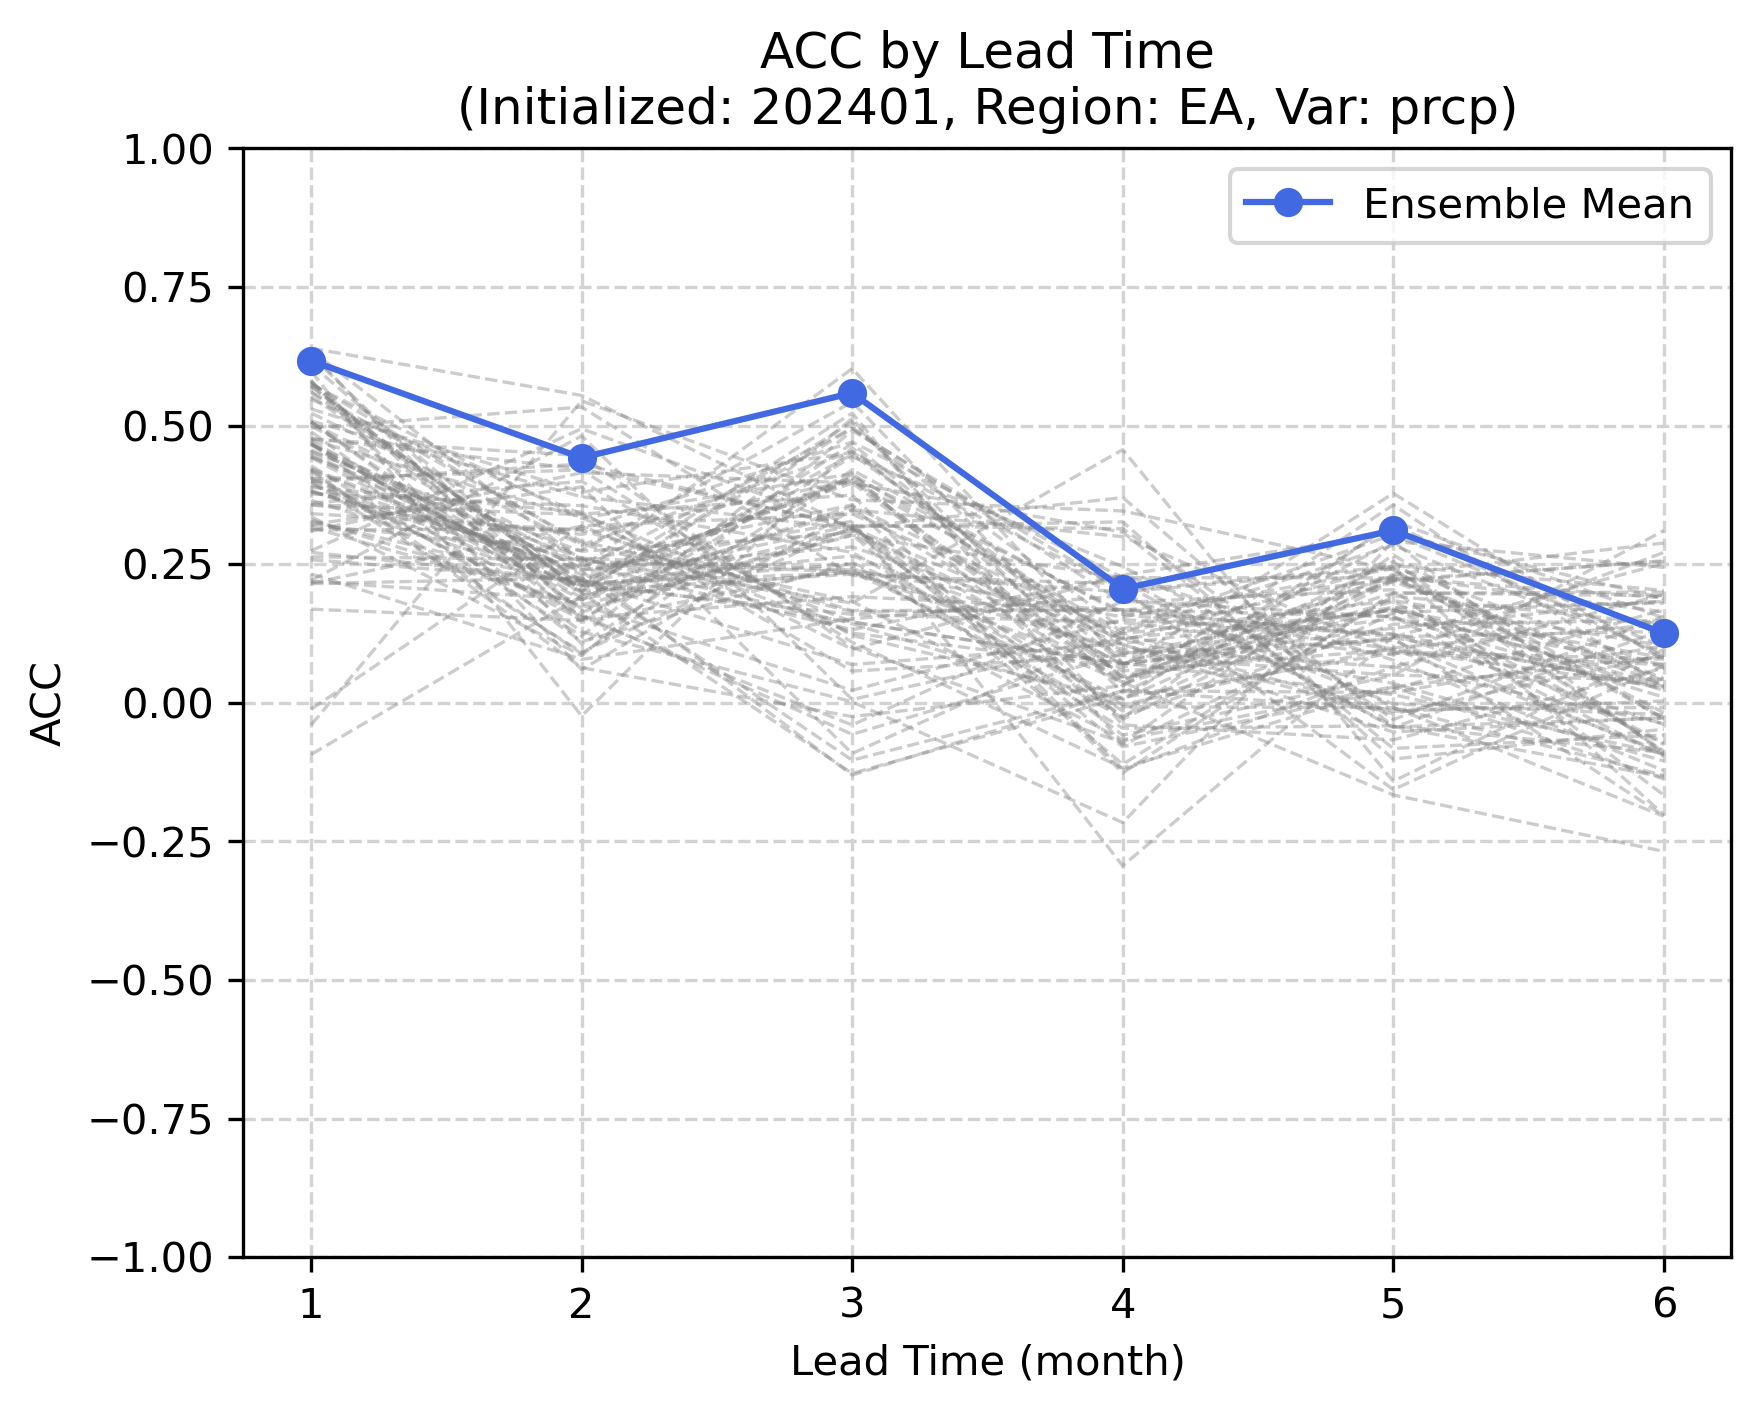 ACC by Lead Time
(Initialized: 202401, Region: EA, Var: prcp)
Ensemble Mean
1.00
0.75
0.50
0.25
0.00
−0.25
−0.50
−0.75
−1.00
ACC
1 2 3 4 5 6
Lead Time (month)